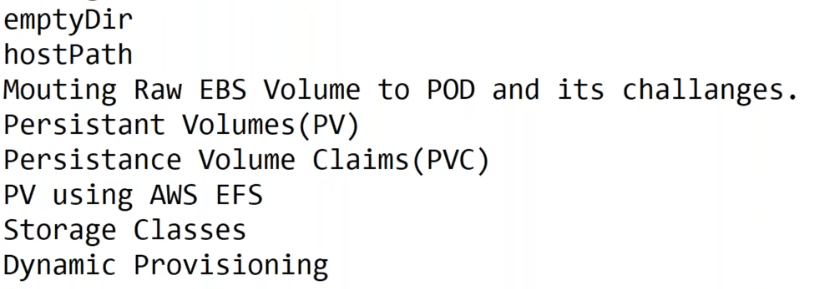 emptyDir
hostPath
Mouting Raw EBS Volume to POD and its challanges.
Persistant Volumes(PV)
Persistance Volume Claims(PVC)
PV using AWS EFS
Storage Classes
Dynamic Provisioning